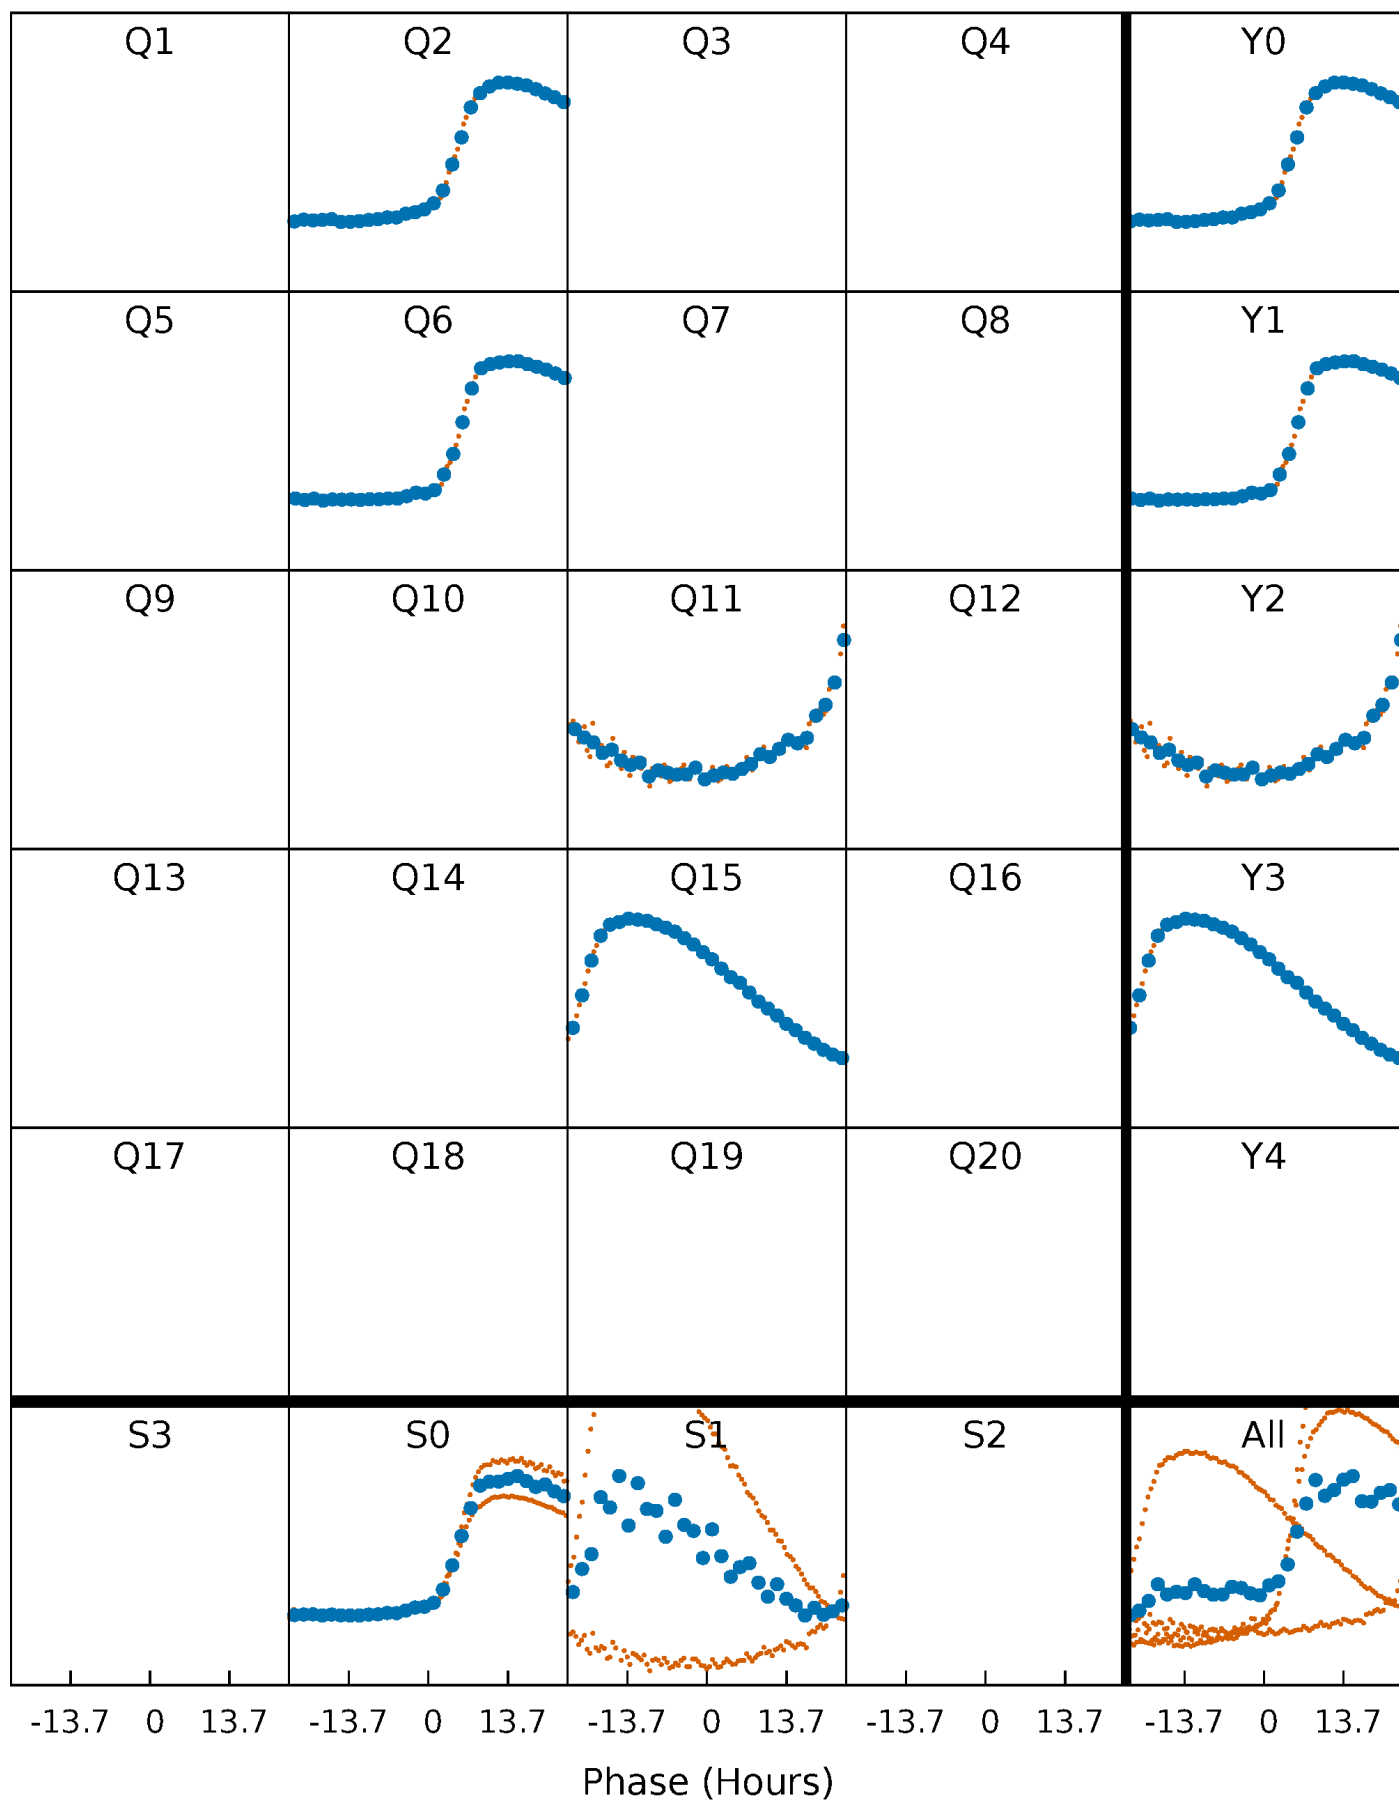 Q1 Q2 Q3 Q4 Y0
Q5 Q6 Q7 Q8 Y1
Q9 Q10 Q11 Q12 Y2
Q13 Q14 Q15 Q16 Y3
Q17 Q18 Q19 Q20 Y4
S3 S0 S1 S2 All
-13.7 0 13.7 -13.7 0 13.7 -13.7 0 13.7 -13.7 0 13.7 -13.7 0 13.7
Phase (Hours)